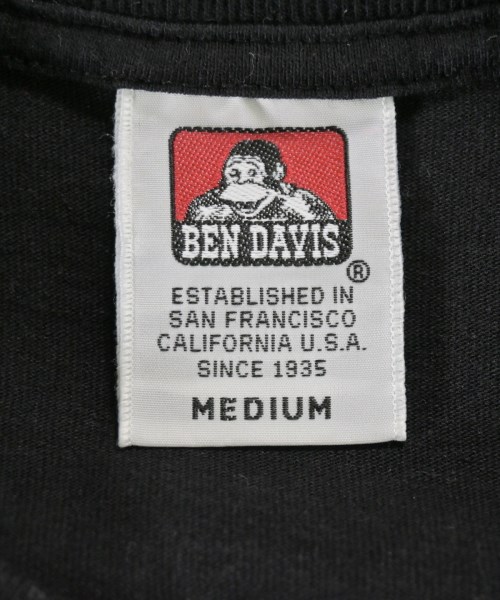 BEN DAVIS
®
ESTABLISHED IN
SAN FRANCISCO
CALIFORNIA U.S.A.
SINCE 1935
MEDIUM